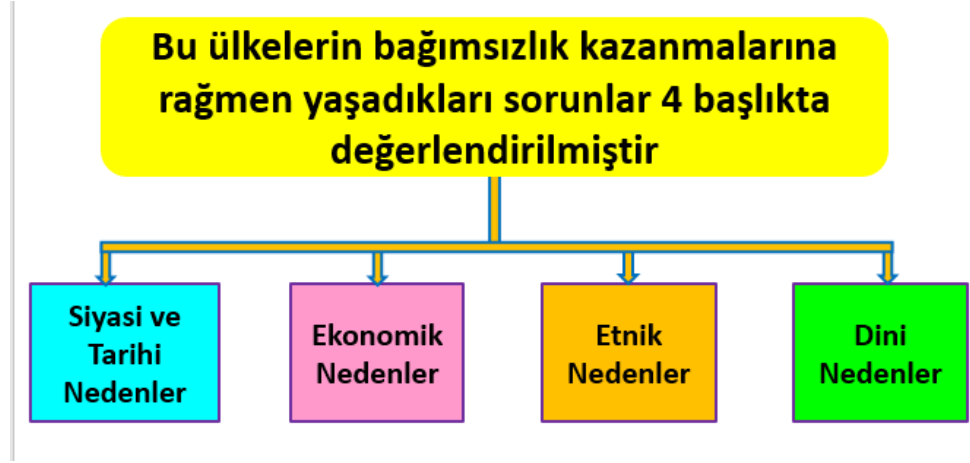 Bu ülkelerin bağımsızlık kazanmalarına
rağmen yaşadıkları sorunlar 4 başlıkta
değerlendirilmiştir
Siyasi ve
Tarihi
Nedenler
Ekonomik
Nedenler
Etnik
Nedenler
Dini
Nedenler